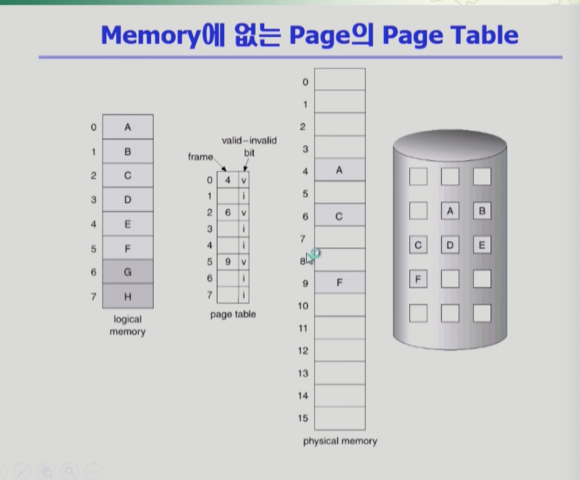 Memory에 없는 Page의 Page Table
0 A
1 B
2 C
3 D
4 E
5 F
6 G
7 H
logical
memory
valid–invalid
bit
frame
0 4 v
1 i
2 6 v
3 i
4 i
5 9 v
6 i
7 i
page table
0
1
2
3
4 A
5
6 C
7
8
9 F
10
11
12
13
14
15
physical memory
A B
C D E
F